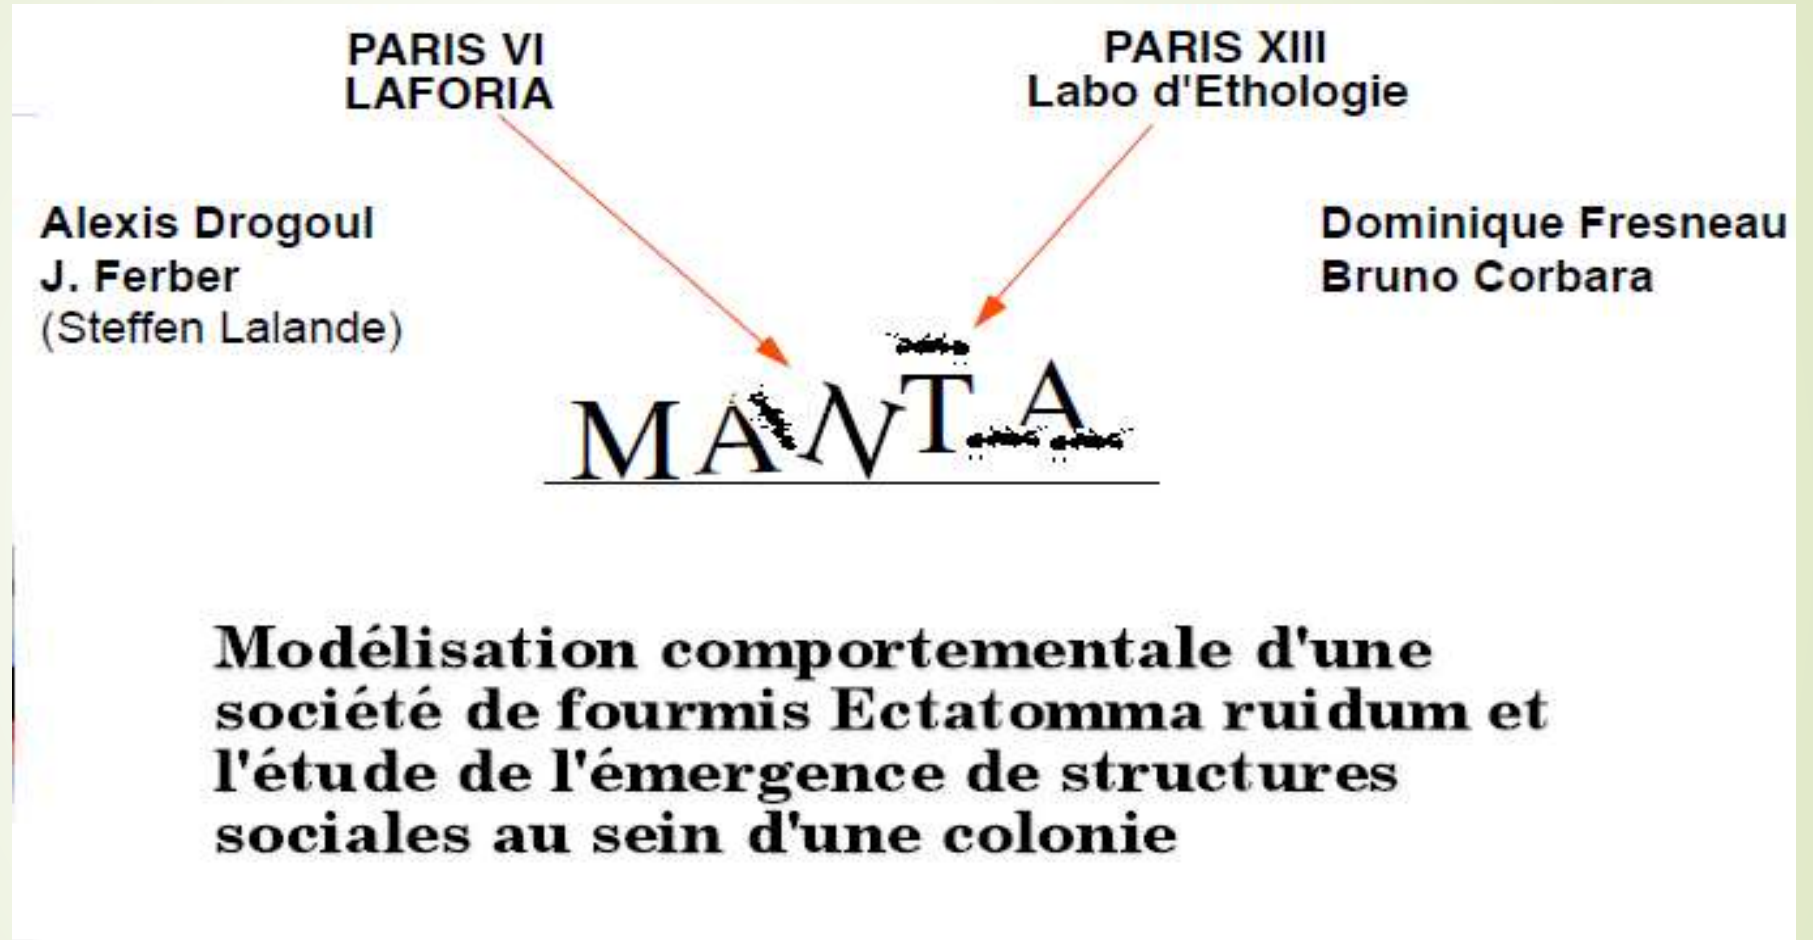 PARIS VI
LAFORIA
PARIS XIII
Labo d'Ethologie
Alexis Drogoul
J. Ferber
(Steffen Lalande)
Dominique Fresneau
Bruno Corbara
MANTA
Modélisation comportementale d'une
société de fourmis Ectatomma ruidum et
l'étude de l'émergence de structures
sociales au sein d'une colonie